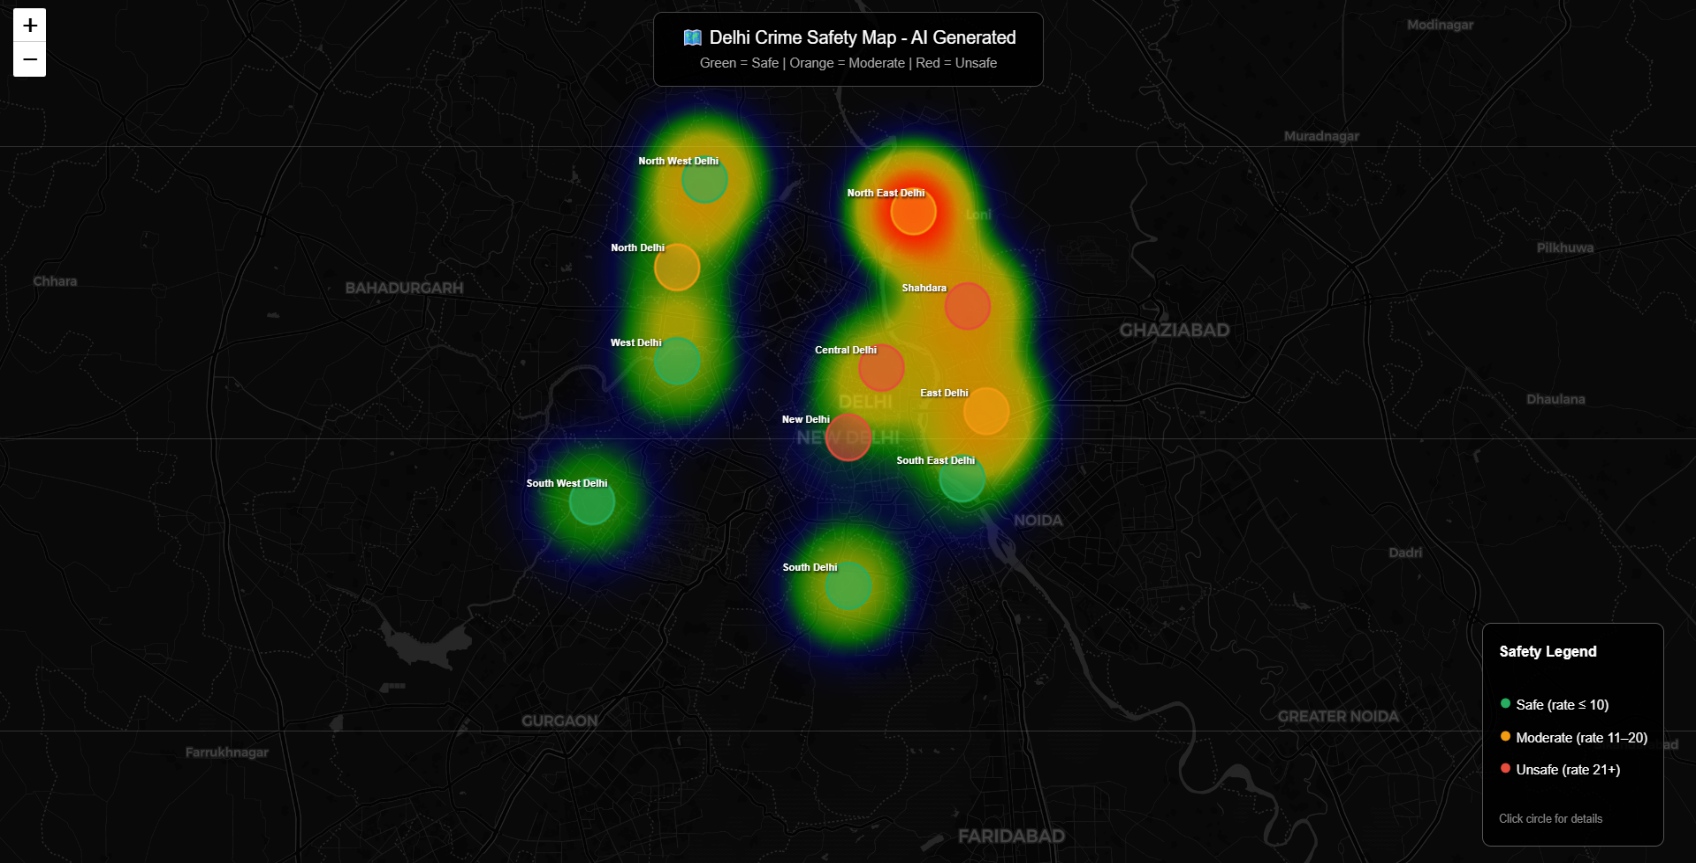 +
−
Modinagar
🗺️ Delhi Crime Safety Map - AI Generated
Green = Safe | Orange = Moderate | Red = Unsafe
Muradnagar
North West Delhi
North East Delhi
Loni
North Delhi
Pilkhuwa
Chhara
BAHADURGARH
Shahdara
GHAZIABAD
West Delhi
Central Delhi
East Delhi
DELHI
Dhaulana
New Delhi
NEW DELHI
South East Delhi
South West Delhi
NOIDA
Dadri
South Delhi
GURGAON
GREATER NOIDA
Farrukhnagar
FARIDABAD
Safety Legend
Safe (rate ≤ 10)
Moderate (rate 11–20)
Unsafe (rate 21+)
Click circle for details